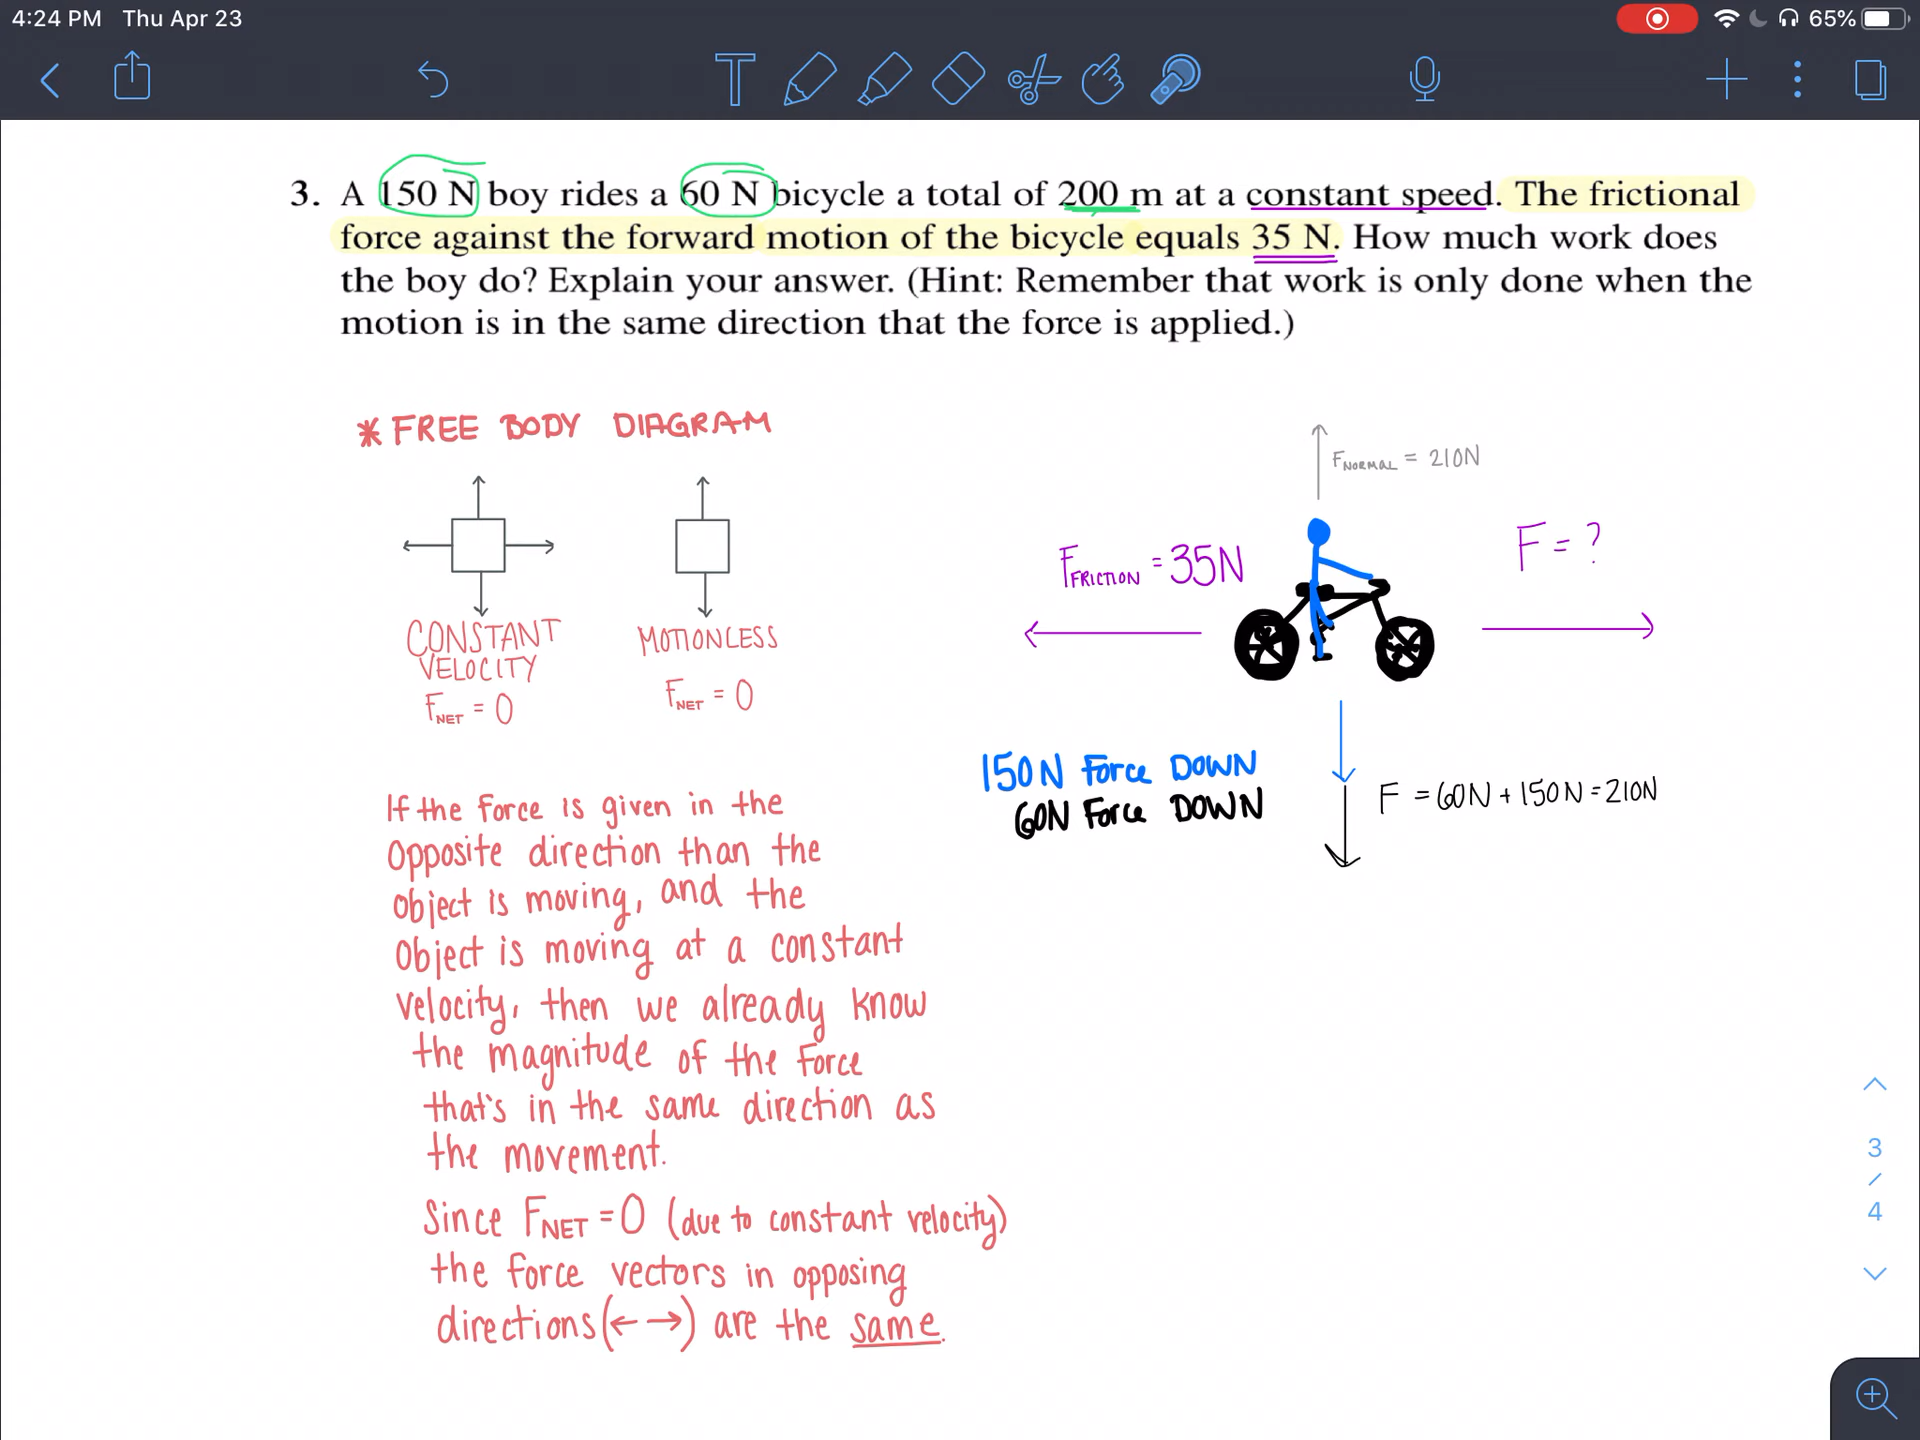 4:24 PM Thu Apr 23
65%
3. A 150 N boy rides a 60 N bicycle a total of 200 m at a constant speed. The frictional
force against the forward motion of the bicycle equals 35 N. How much work does
the boy do? Explain your answer. (Hint: Remember that work is only done when the
motion is in the same direction that the force is applied.)
* FREE BODY DIAGRAM
CONSTANT
VELOCITY
FNET = 0
MOTIONLESS
FNET = 0
If the force is given in the
opposite direction than the
object is moving, and the
object is moving at a constant
velocity, then we already know
the magnitude of the force
that's in the same direction as
the movement.
Since FNET = 0 (due to constant velocity)
the force vectors in opposing
directions (← →) are the same.
FNORMAL = 210N
FFRICTION = 35N
F = ?
150N Force DOWN
60N Force DOWN
F = 60N + 150N = 210N
3
/
4